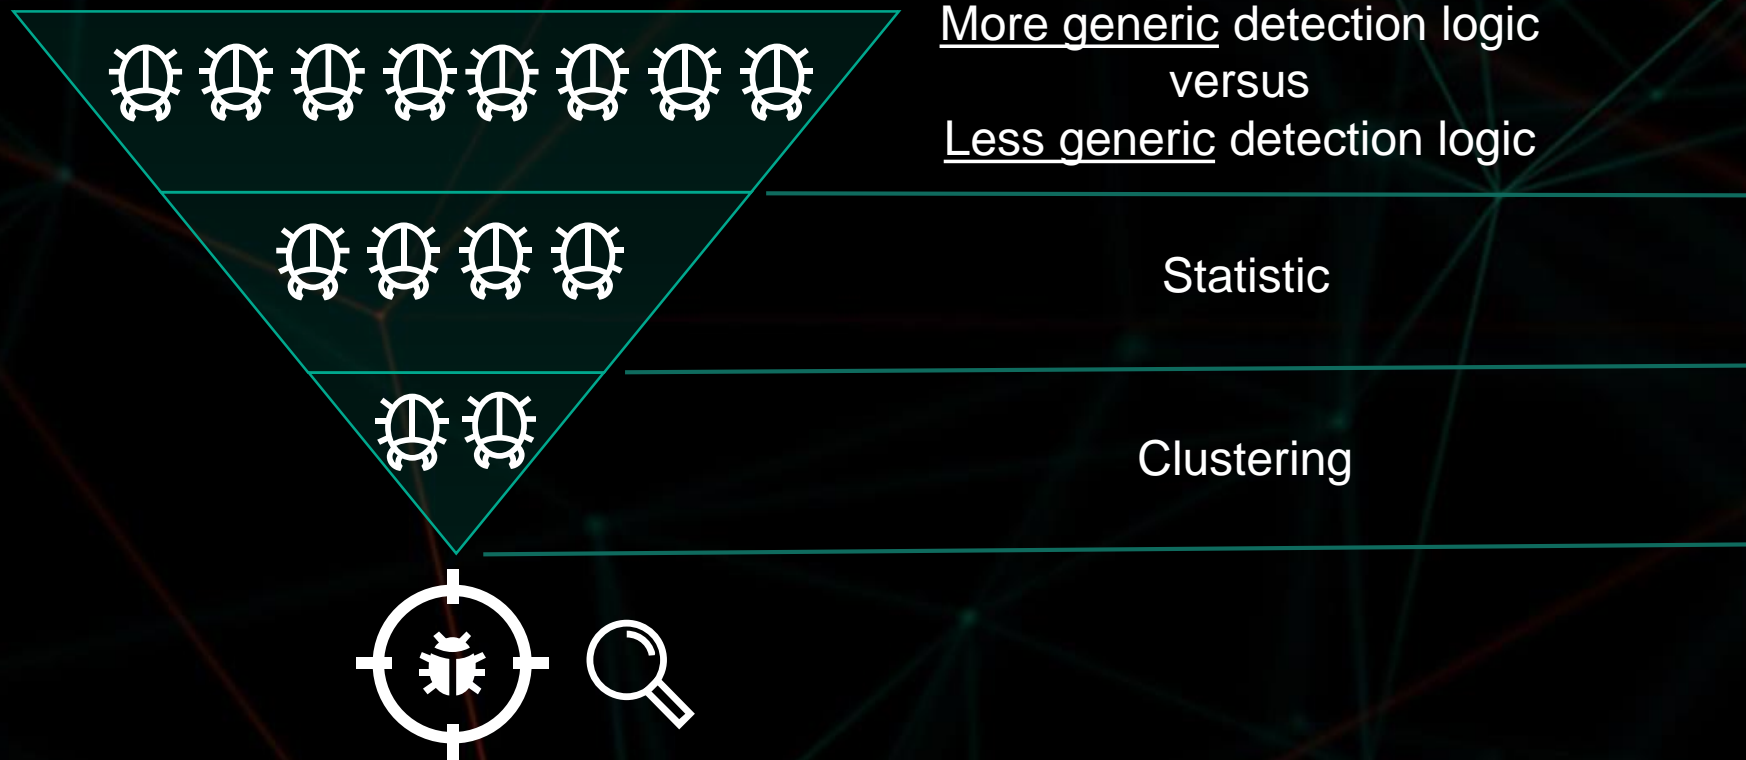 More generic detection logic
versus
Less generic detection logic
Statistic
Clustering